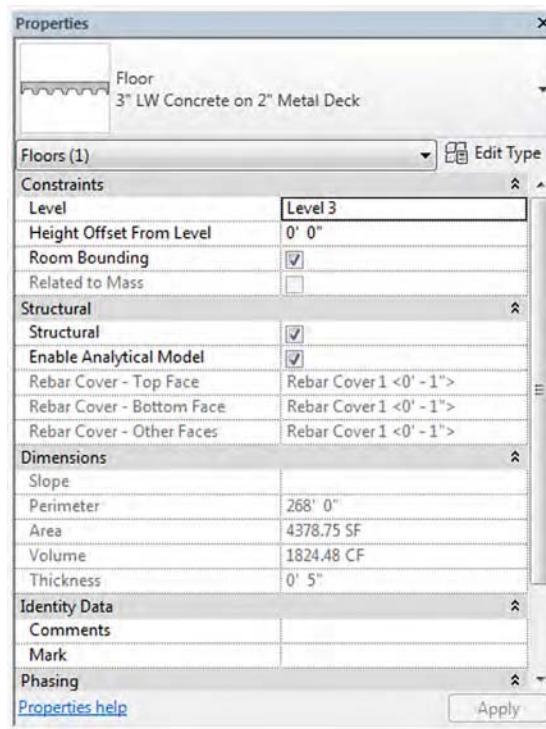 Properties
Floor
3" LW Concrete on 2" Metal Deck
Floors (1) Edit Type
Constraints
Level Level 3
Height Offset From Level 0' 0"
Room Bounding
Related to Mass
Structural
Structural
Enable Analytical Model
Rebar Cover - Top Face Rebar Cover 1 <0' - 1">
Rebar Cover - Bottom Face Rebar Cover 1 <0' - 1">
Rebar Cover - Other Faces Rebar Cover 1 <0' - 1">
Dimensions
Slope
Perimeter 268' 0"
Area 4378.75 SF
Volume 1824.48 CF
Thickness 0' 5"
Identity Data
Comments
Mark
Phasing
Properties help Apply